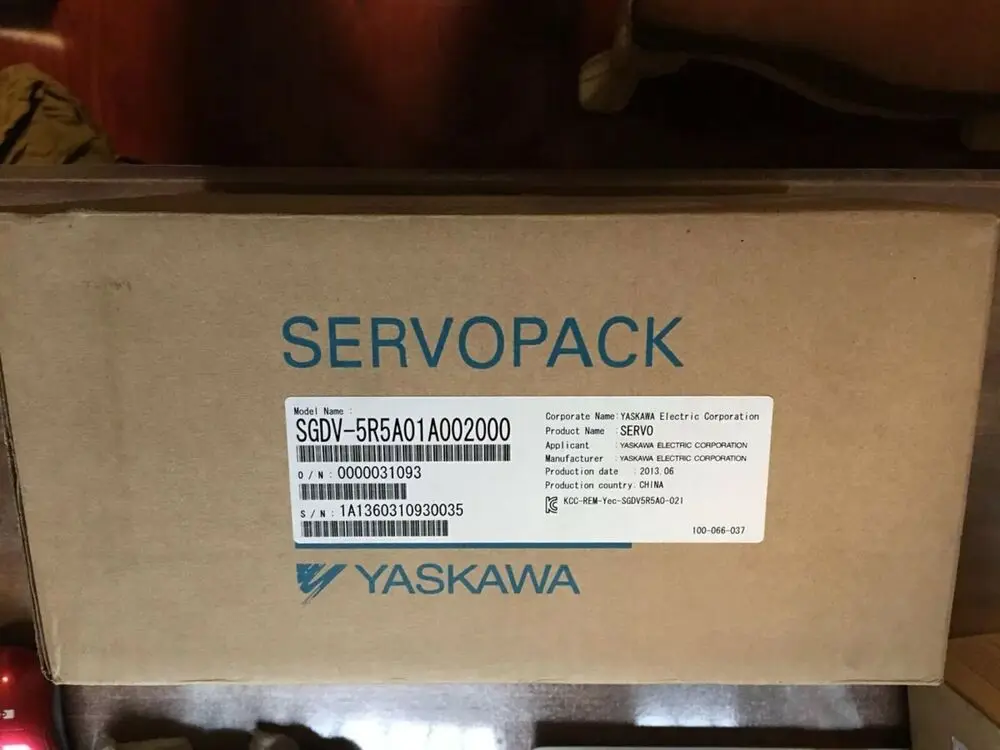 SERVOPACK
Model Name :
SGDV-5R5A01A002000
O/N: 0000031093
S/N: 1A1360310930035
Corporate Name: YASKAWA Electric Corporation
Product Name : SERVO
Applicant : YASKAWA ELECTRIC CORPORATION
Manufacturer : YASKAWA ELECTRIC CORPORATION
Production date : 2013.06
Production country: CHINA
KCC-REM-Yec-SGDV5R5A0-021
100-066-037
YASKAWA